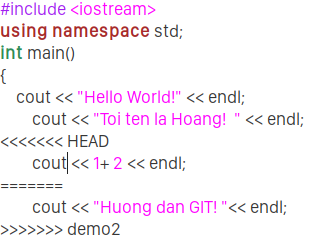 #include <iostream>
using namespace std;
int main()
{
cout << "Hello World!" << endl;
cout << "Toi ten la Hoang!  " << endl;
<<<<<<< HEAD
cout << 1+ 2 << endl;
=======
cout << "Huong dan GIT! "<< endl;
>>>>>>> demo2